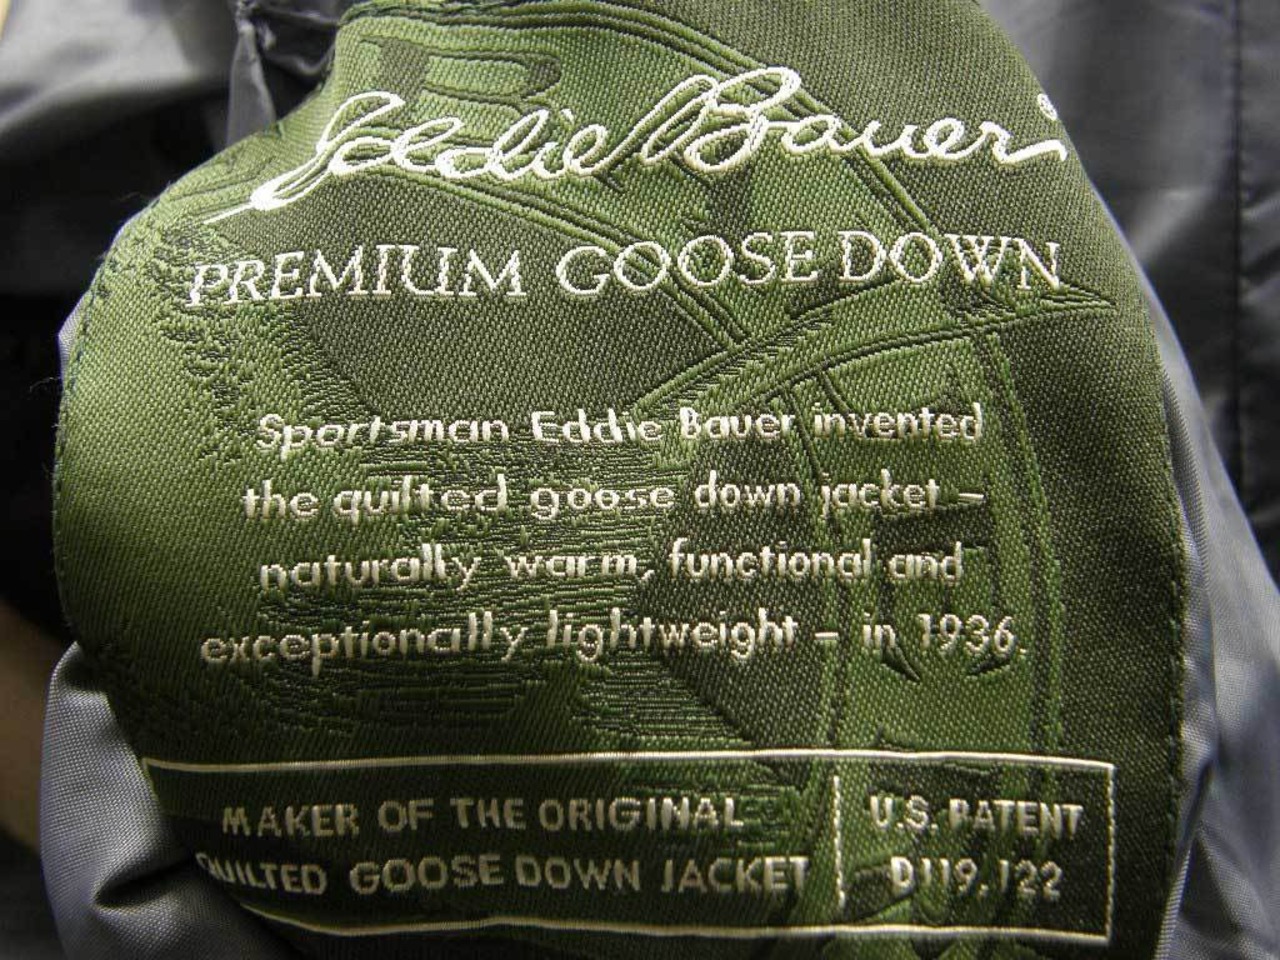 Eddie Bauer®
PREMIUM GOOSE DOWN
Sportsman Eddie Bauer invented
the quilted goose down jacket –
naturally warm, functional and
exceptionally lightweight – in 1936.
MAKER OF THE ORIGINAL
QUILTED GOOSE DOWN JACKET
U.S. PATENT
D119,122